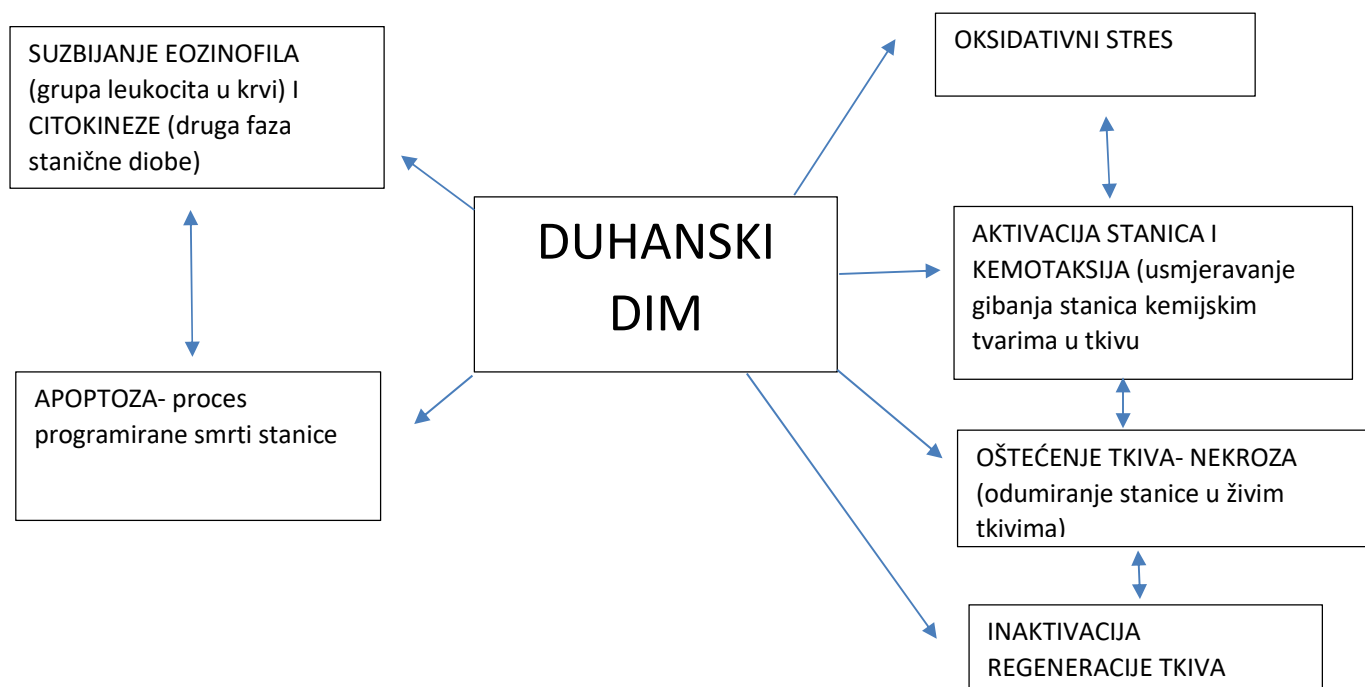 SUZBIJANJE EOZINOFILA
(grupa leukocita u krvi) I
CITOKINEZE (druga faza
stanične diobe)
OKSIDATIVNI STRES
DUHANSKI
DIM
AKTIVACIJA STANICA I
KEMOTAKSIJA (usmjeravanje
gibanja stanica kemijskim
tvarima u tkivu
APOPTOZA- proces
programirane smrti stanice
OŠTEĆENJE TKIVA- NEKROZA
(odumiranje stanice u živim
tkivima)
INAKTIVACIJA
REGENERACIJE TKIVA